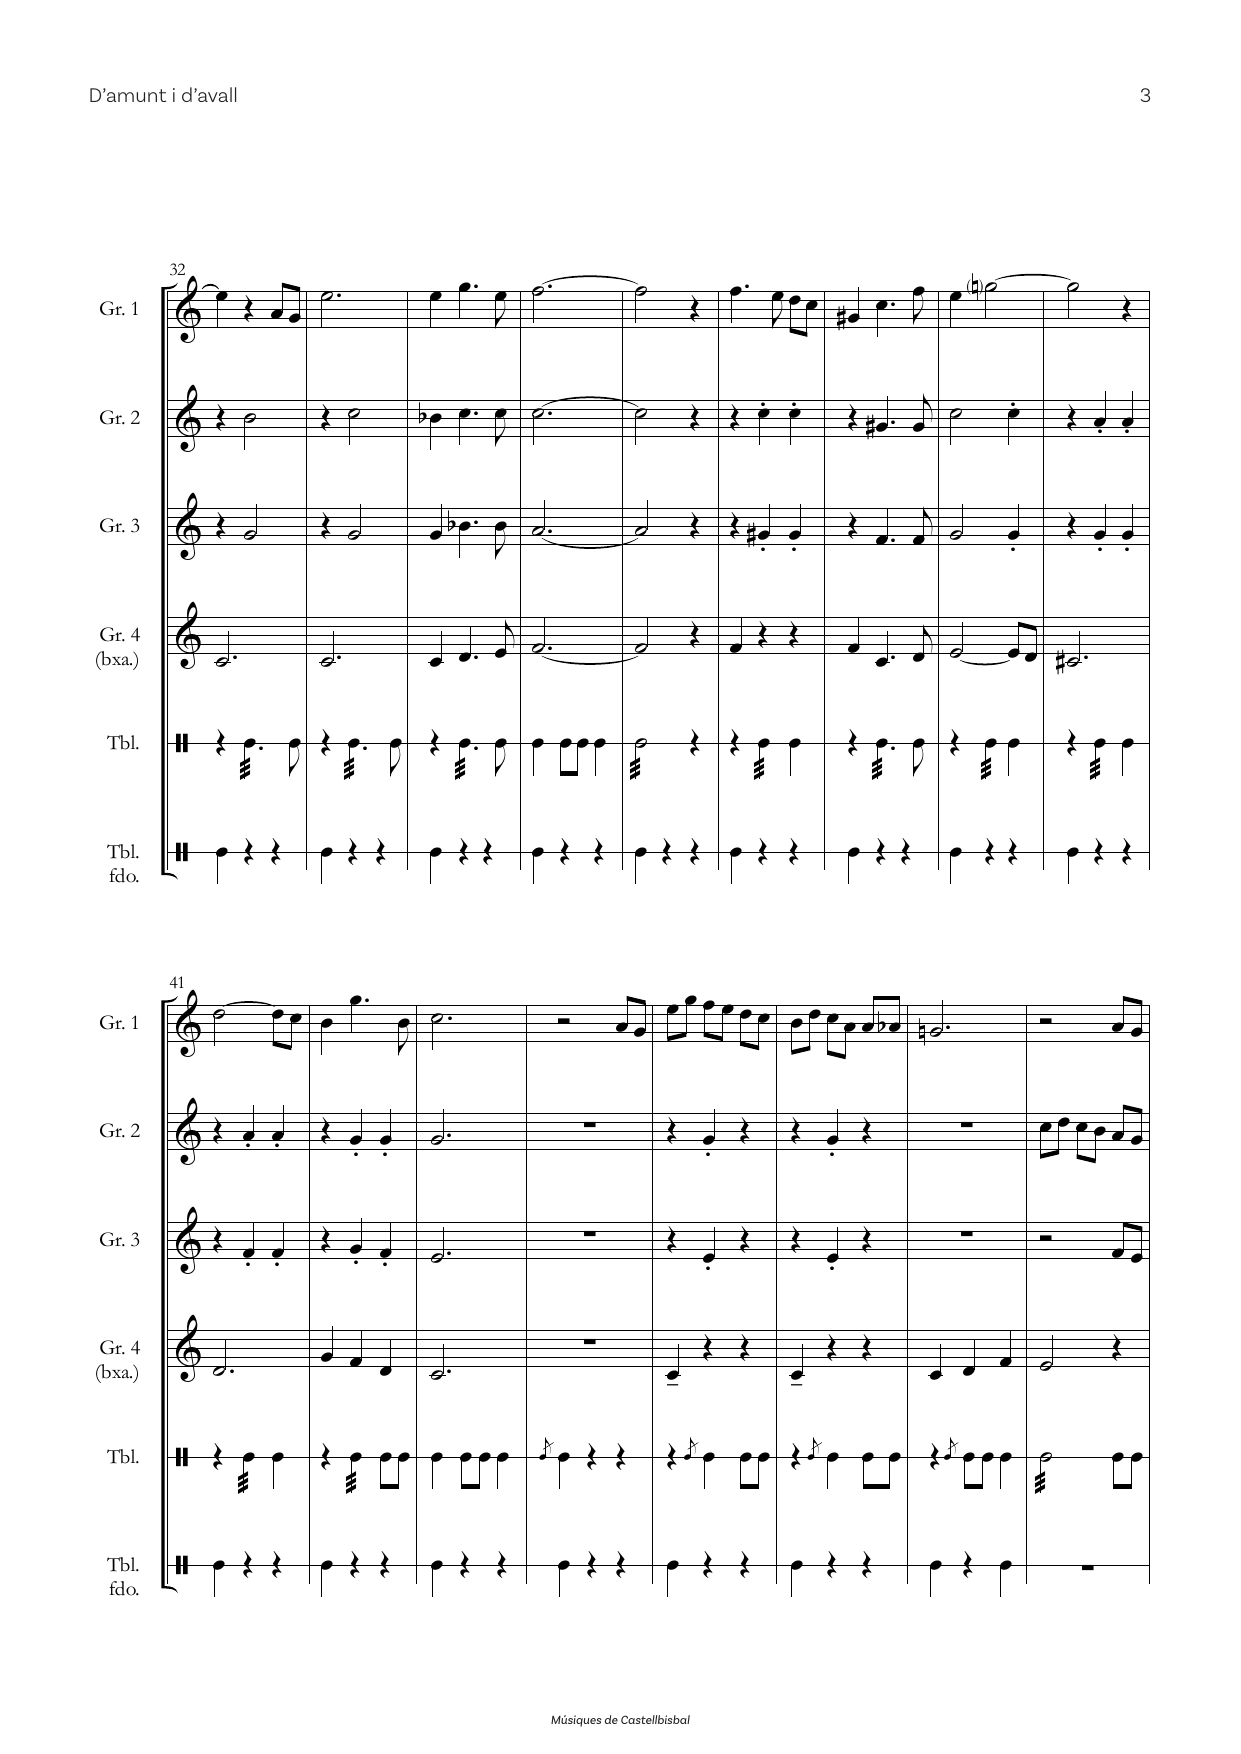 D’amunt i d’avall 3
32
Gr. 1
Gr. 2
Gr. 3
Gr. 4
(bxa.)
Tbl.
Tbl.
fdo.
41
Gr. 1
Gr. 2
Gr. 3
Gr. 4
(bxa.)
Tbl.
Tbl.
fdo.
Músiques de Castellbisbal